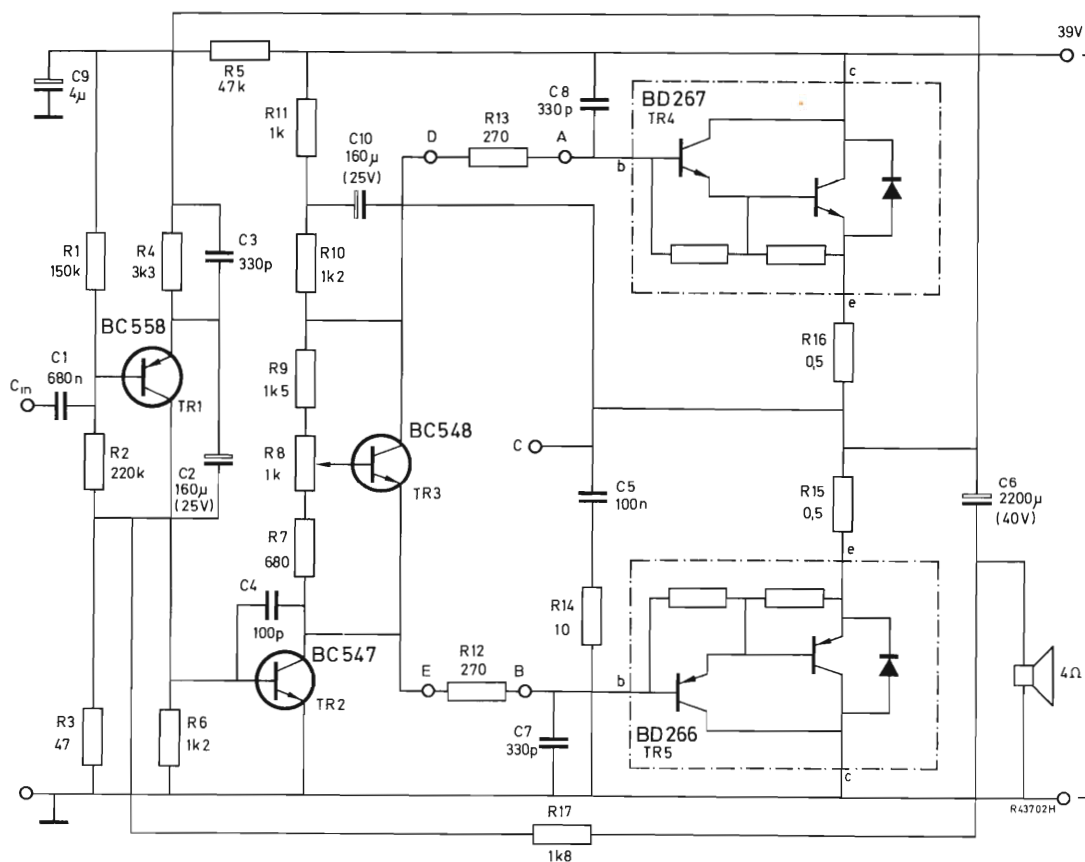 39V
C9
4µ
R5
47k
R11
1k
C8
330p
c
BD267
TR4
C10
160µ
(25V)
D
R13
270
A
b
R1
150k
R4
3k3
C3
330p
R10
1k2
e
BC558
R16
0,5
C1
680n
Cin
TR1
R9
1k5
BC548
R2
220k
C2
160µ
(25V)
R8
1k
TR3
C
C5
100n
R15
0,5
C6
2200µ
(40V)
R7
680
e
C4
100p
R14
10
BC547
TR2
E
R12
270
B
b
4Ω
R3
47
R6
1k2
C7
330p
BD266
TR5
c
R43702H
R17
1k8